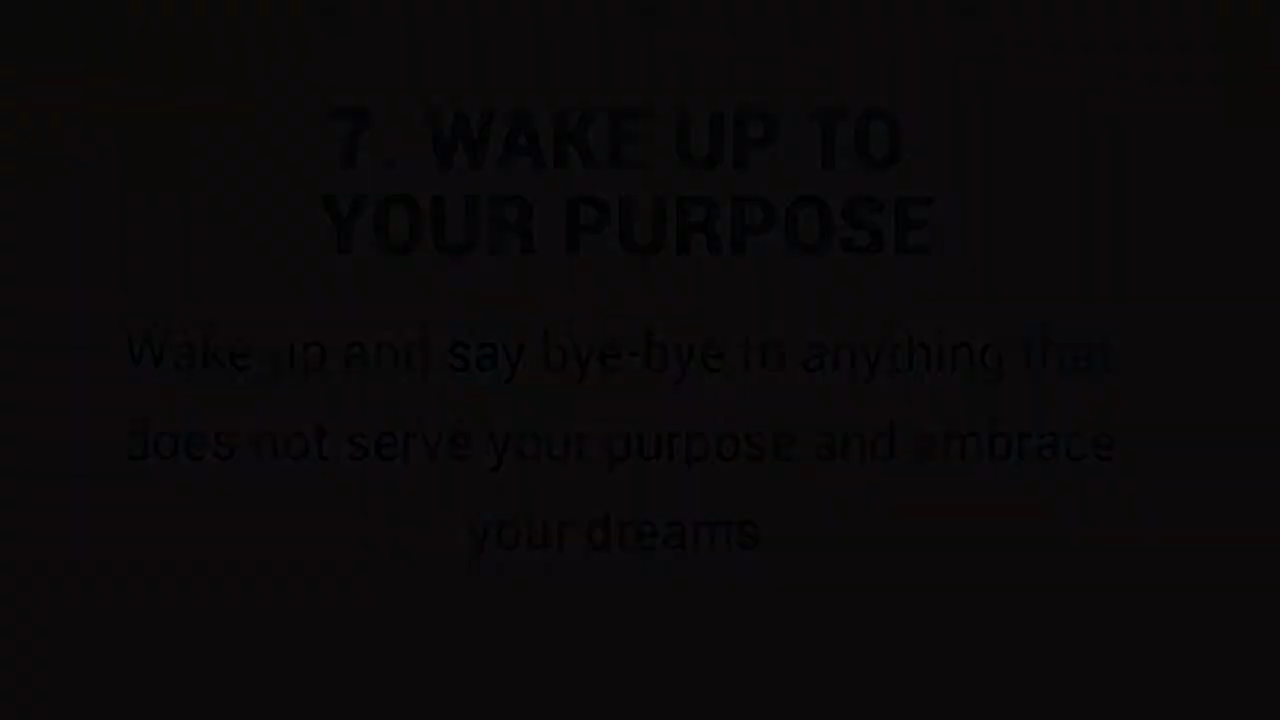 7. WAKE UP TO
YOUR PURPOSE
Wake up and say bye-bye to anything that
does not serve your purpose and embrace
your dreams